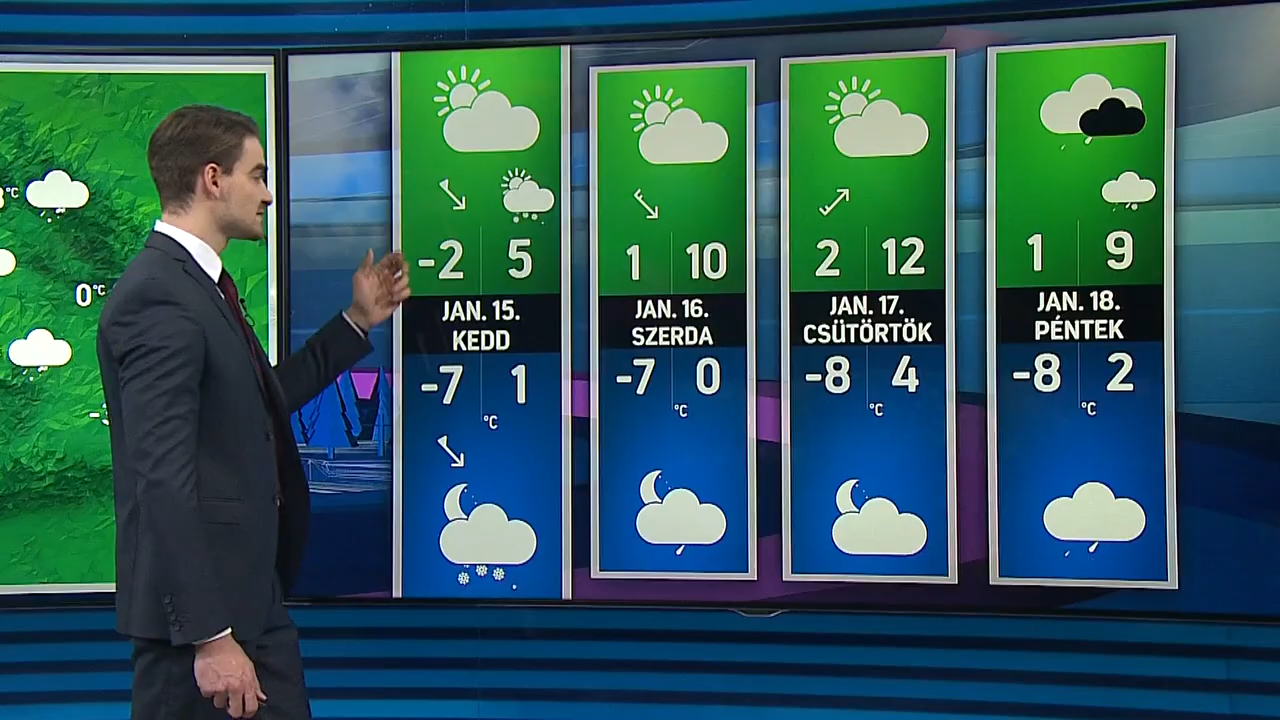 °C
0°C
-2 5
JAN. 15.
KEDD
-7 1
°C
1 10
JAN. 16.
SZERDA
-7 0
°C
2 12
JAN. 17.
CSÜTÖRTÖK
-8 4
°C
1 9
JAN. 18.
PÉNTEK
-8 2
°C